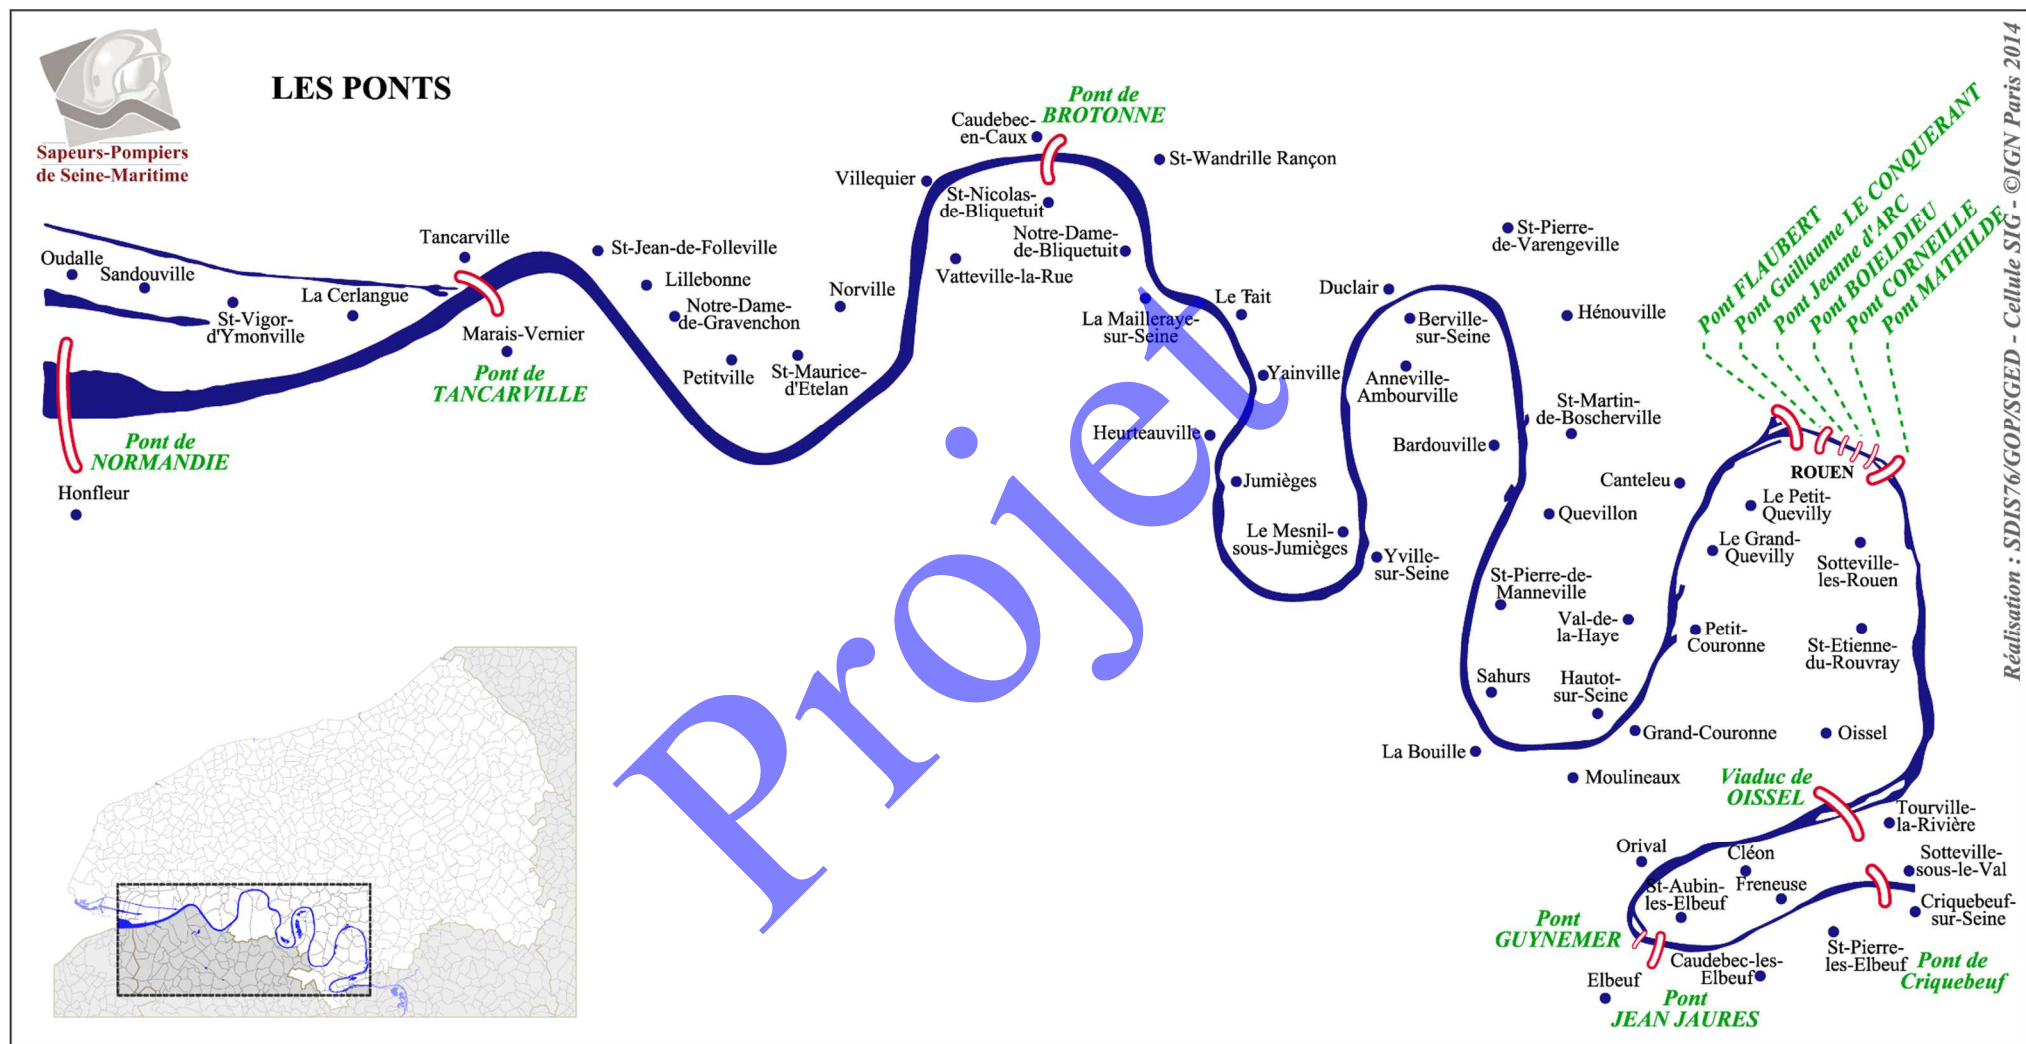 LES PONTS
Sapeurs-Pompiers
de Seine-Maritime
Pont de
BROTONNE
Caudebec-
en-Caux
St-Wandrille Rançon
Villequier
St-Nicolas-
de-Bliquetuit
Notre-Dame-
de-Bliquetuit
Vatteville-la-Rue
Tancarville
St-Jean-de-Folleville
Oudalle
Sandouville
La Cerlangue
St-Vigor-
d'Ymonville
Lillebonne
Notre-Dame-
de-Gravenchon
Norville
Marais-Vernier
Pont de
TANCARVILLE
Petitville
St-Maurice-
d'Etelan
Pont de
NORMANDIE
Honfleur
La Mailleraye-
sur-Seine
Le Tait
Yainville
Heurteauville
Jumièges
Le Mesnil-
sous-Jumièges
Yville-
sur-Seine
Duclair
Berville-
sur-Seine
Anneville-
Ambourville
Bardouville
St-Pierre-
de-Varengeville
Hénouville
St-Martin-
de-Boscherville
Canteleu
Quevillon
St-Pierre-de-
Manneville
Val-de-
la-Haye
Sahurs
Hautot-
sur-Seine
La Bouille
Moulineaux
Grand-Couronne
Petit-
Couronne
Pont FLAUBERT
Pont Guillaume LE CONQUERANT
Pont Jeanne d'ARC
Pont BOIELDIEU
Pont CORNEILLE
Pont MATHILDE
ROUEN
Le Petit-
Quevilly
Le Grand-
Quevilly
Sotteville-
les-Rouen
St-Etienne-
du-Rouvray
Oissel
Viaduc de
OISSEL
Tourville-
la-Rivière
Orival
Cléon
Sotteville-
sous-le-Val
St-Aubin-
les-Elbeuf
Freneuse
Criquebeuf-
sur-Seine
Pont
GUYNEMER
St-Pierre-
les-Elbeuf
Pont de
Criquebeuf
Caudebec-les-
Elbeuf
Elbeuf
Pont
JEAN JAURES
Projet
Réalisation : SDIS76/GOP/SGED - Cellule SIG - ©IGN Paris 2014